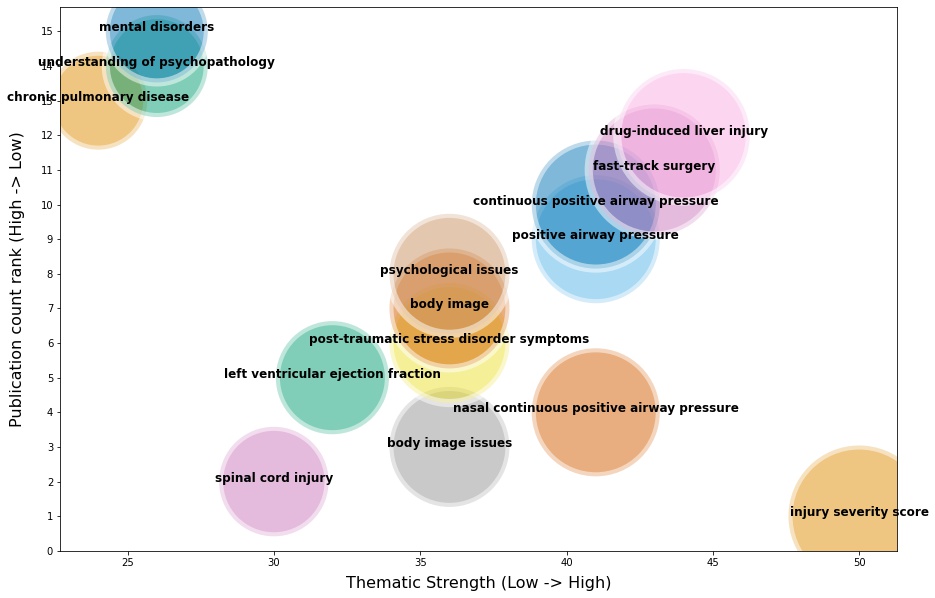 Publication count rank (High -> Low)
15
14
13
12
11
10
9
8
7
6
5
4
3
2
1
0
mental disorders
understanding of psychopathology
chronic pulmonary disease
drug-induced liver injury
fast-track surgery
continuous positive airway pressure
positive airway pressure
psychological issues
body image
post-traumatic stress disorder symptoms
left ventricular ejection fraction
nasal continuous positive airway pressure
body image issues
spinal cord injury
injury severity score
25
30
35
40
45
50
Thematic Strength (Low -> High)